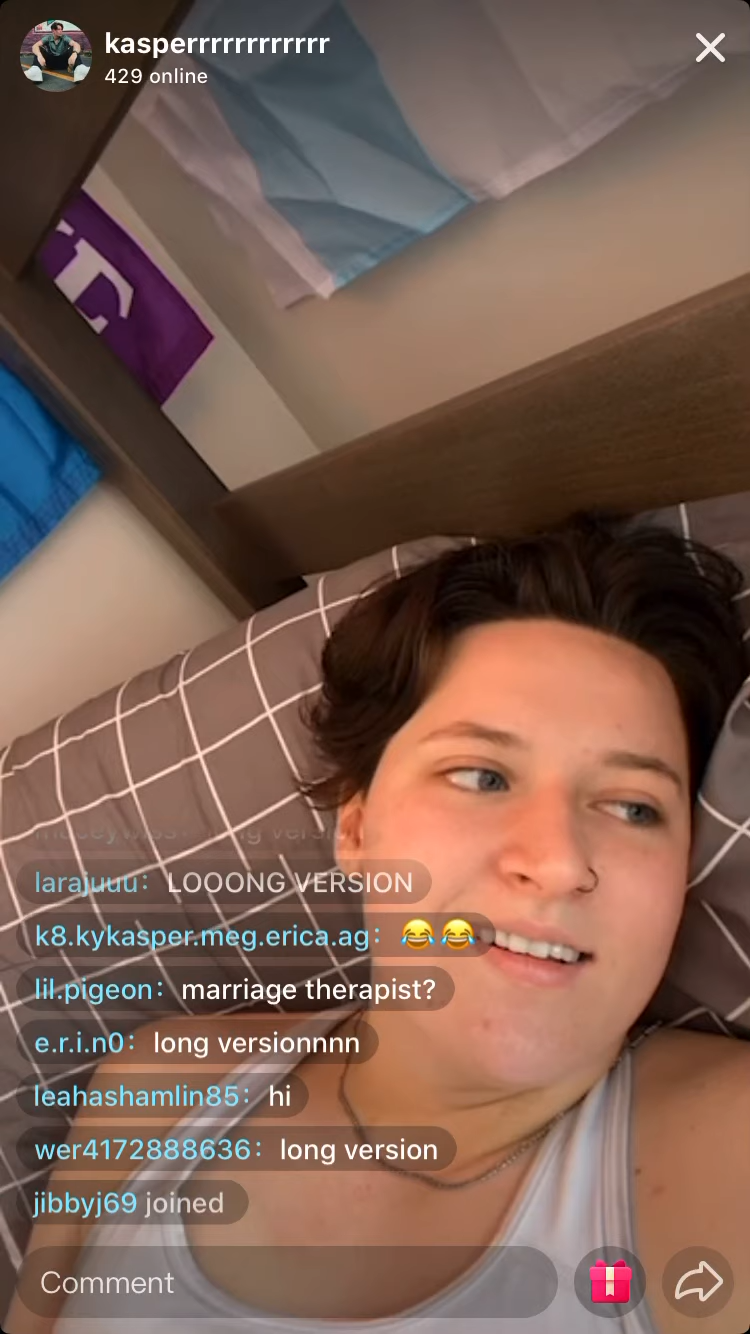 kasperrrrrrrrrrrr
429 online
larajuuu: LOOONG VERSION
k8.kykasper.meg.erica.ag: 😂😂
lil.pigeon: marriage therapist?
e.r.i.n0: long versionnnn
leahashamlin85: hi
wer4172888636: long version
jibbyj69 joined
Comment